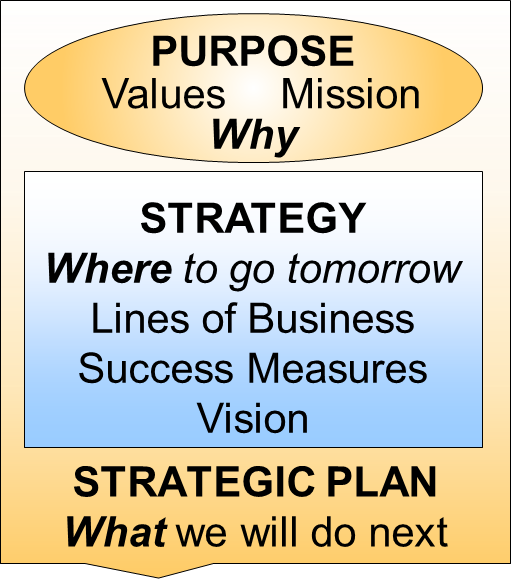 PURPOSE
Values Mission
Why
STRATEGY
Where to go tomorrow
Lines of Business
Success Measures
Vision
STRATEGIC PLAN
What we will do next